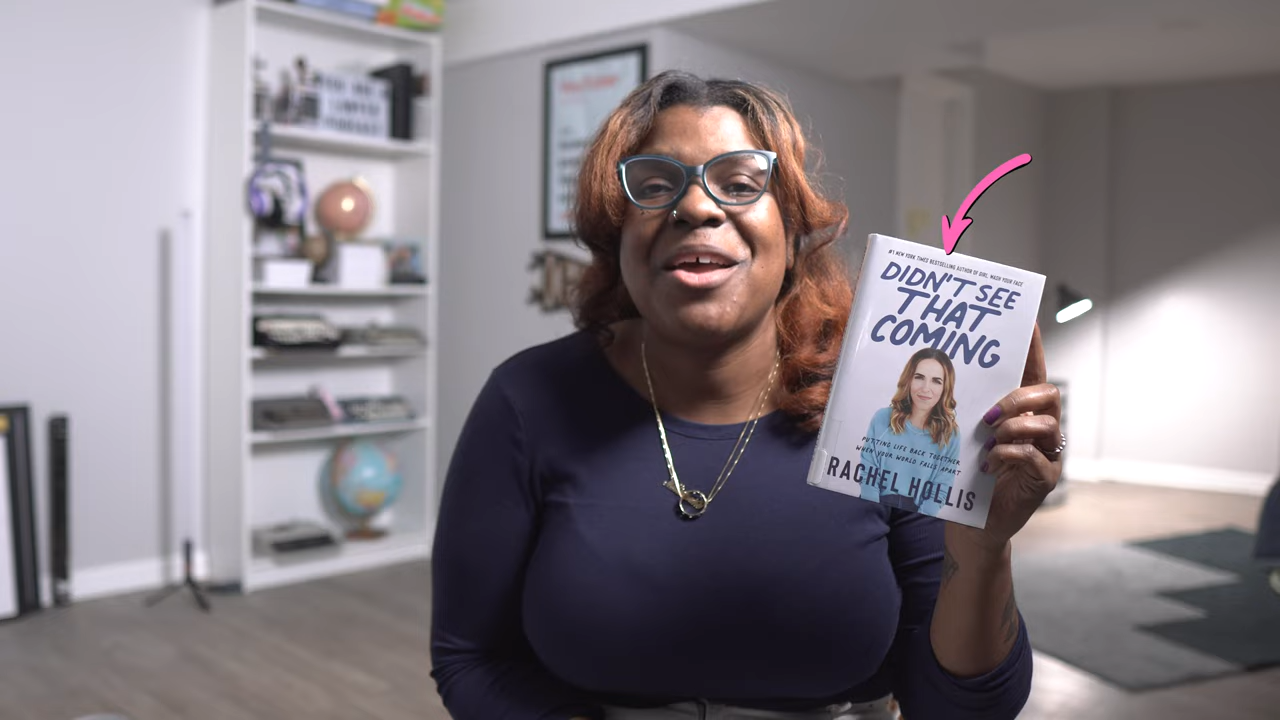 #1 NEW YORK TIMES BESTSELLING AUTHOR OF GIRL, WASH YOUR FACE
DIDN'T SEE
THAT
COMING
PUTTING LIFE BACK TOGETHER
WHEN YOUR WORLD FALLS APART
RACHEL HOLLIS